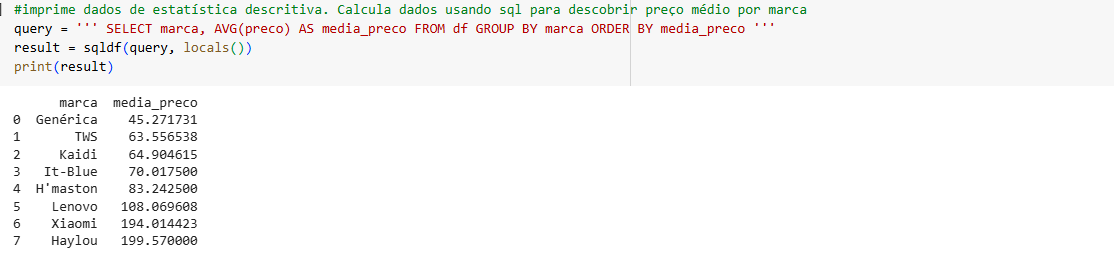 #imprime dados de estatística descritiva. Calcula dados usando sql para descobrir preço médio por marca
query = ''' SELECT marca, AVG(preco) AS media_preco FROM df GROUP BY marca ORDER BY media_preco '''
result = sqldf(query, locals())
print(result)
marca media_preco
0 Genérica 45.271731
1 TWS 63.556538
2 Kaidi 64.904615
3 It-Blue 70.017500
4 H'maston 83.242500
5 Lenovo 108.069608
6 Xiaomi 194.014423
7 Haylou 199.570000